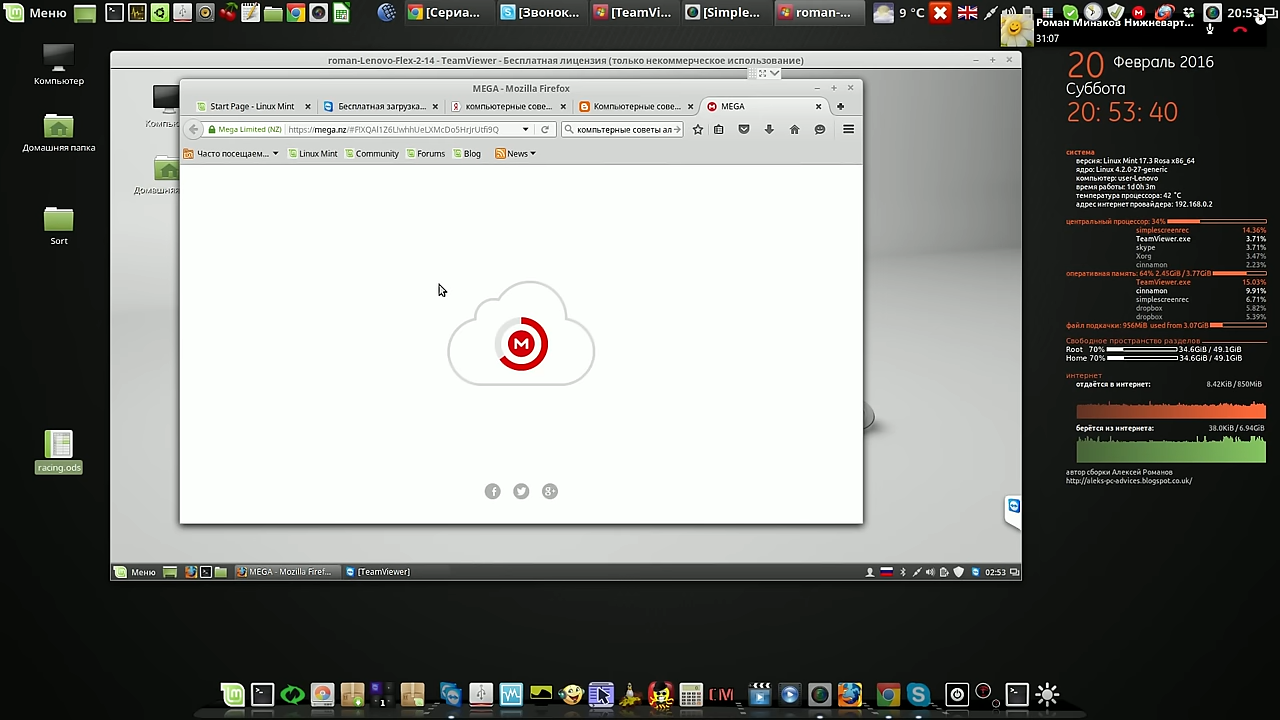 Меню
[Сериа...
[Звонок...
[TeamVi...
[Simple...
roman-...
9 °C
20:53
Роман Минаков Нижневарт...
31:07
Компьютер
Домашняя папка
Sort
racing.ods
roman-Lenovo-Flex-2-14 - TeamViewer - Бесплатная лицензия (только некоммерческое использование)
MEGA - Mozilla Firefox
Start Page - Linux Mint
Бесплатная загрузка...
компьютерные сове...
Компьютерные сове...
MEGA
Mega Limited (NZ)
компьютерные советы ал
Часто посещаем...
Linux Mint
Community
Forums
Blog
News
Меню
MEGA - Mozilla Firef...
[TeamViewer]
02:53
20 Февраль 2016
Суббота
20: 53: 40
система
версия: Linux Mint 17.3 Rosa x86_64
ядро: Linux 4.2.0-27-generic
компьютер: user-Lenovo
время работы: 1d 0h 3m
температура процессора: 42 °C
адрес интернет провайдера: 192.168.0.2
центральный процессор: 34%
simplescreenrec 14.36%
TeamViewer.exe 3.71%
skype 3.71%
Xorg 3.47%
cinnamon 2.23%
оперативная память: 64% 2.45GiB / 3.77GiB
TeamViewer.exe 15.03%
cinnamon 9.91%
simplescreenrec 6.71%
dropbox 5.82%
dropbox 5.39%
файл подкачки: 956MiB used from 3.07GiB
Свободное пространство разделов
Root 70% 34.6GiB / 49.1GiB
Home 70% 34.6GiB / 49.1GiB
интернет
отдаётся в интернет: 8.42KiB / 850MiB
берётся из интернета: 38.0KiB / 6.94GiB
автор сборки Алексей Романов
http://aleks-pc-advices.blogspot.co.uk/